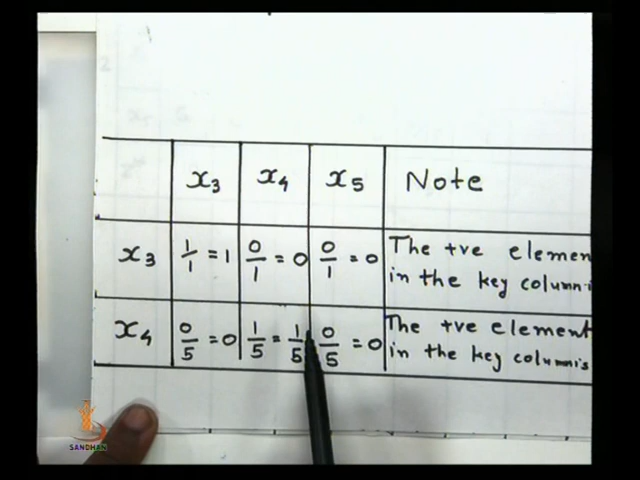 x3 x4 x5 Note
x3 1/1 = 1 0/1 = 0 0/1 = 0 The +ve elemen
in the key column i
x4 0/5 = 0 1/5 = 1/5 0/5 = 0 The +ve element
in the key column is
SANDHAN